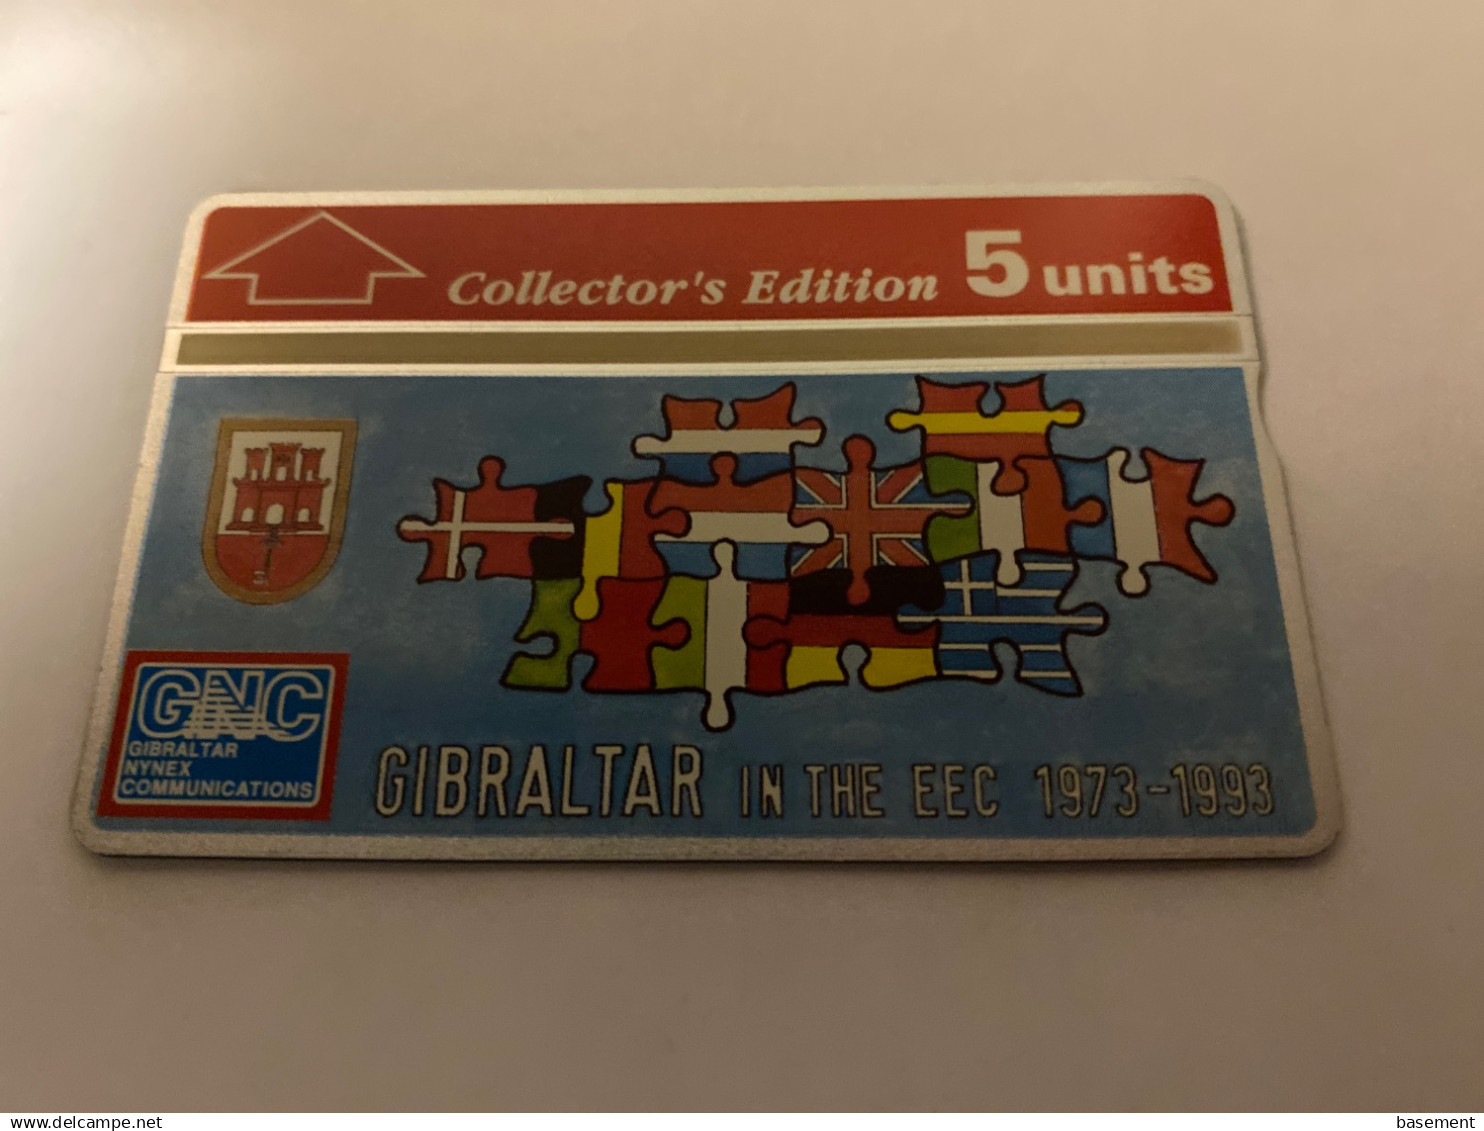 Collector's Edition 5 units
GNC
GIBRALTAR
NYNEX
COMMUNICATIONS
GIBRALTAR IN THE EEC 1973-1993
www.delcampe.net
basement